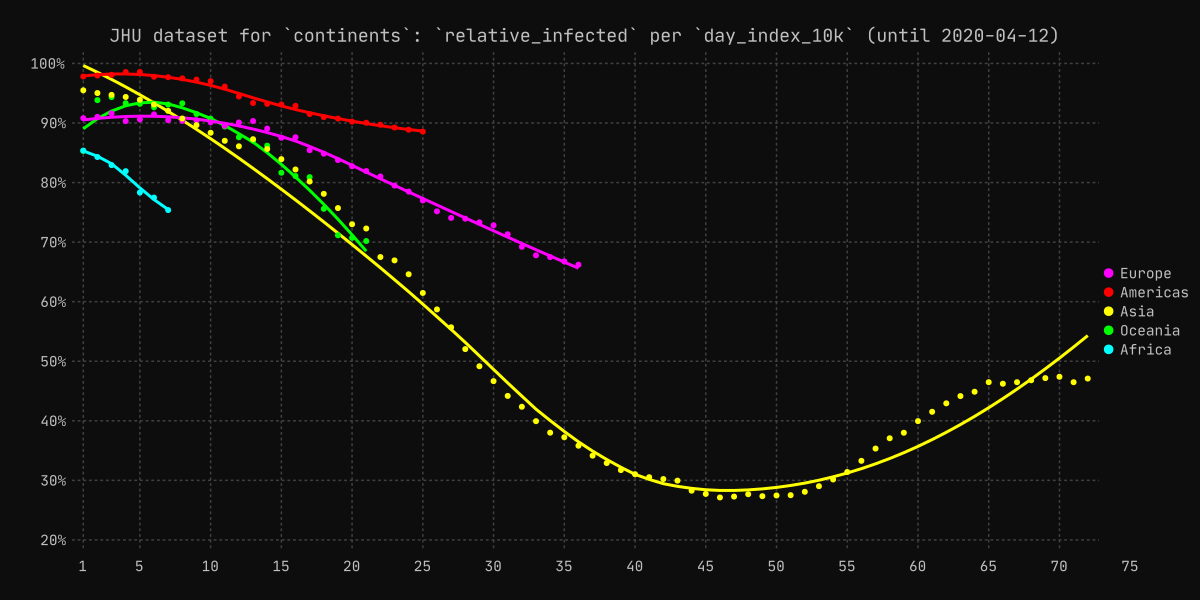 JHU dataset for `continents`: `relative_infected` per `day_index_10k` (until 2020-04-12)
100%
90%
80%
70%
60%
50%
40%
30%
20%
Europe
Americas
Asia
Oceania
Africa
1 5 10 15 20 25 30 35 40 45 50 55 60 65 70 75